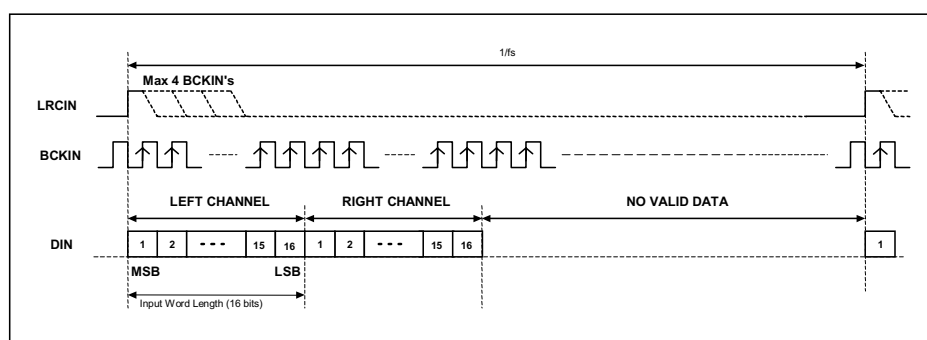 1/fs
Max 4 BCKIN's
LRCIN
BCKIN
LEFT CHANNEL RIGHT CHANNEL NO VALID DATA
DIN 1 2 15 16 1 2 15 16 1
MSB LSB
Input Word Length (16 bits)